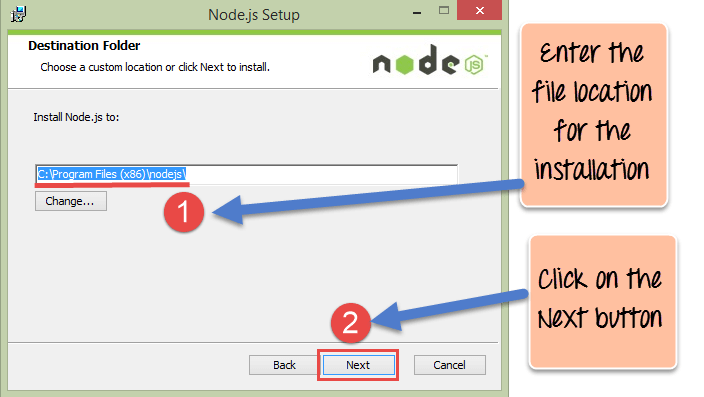 Node.js Setup
Destination Folder
Choose a custom location or click Next to install.
node JS
Install Node.js to:
C:\Program Files (x86)\nodejs\
Change...
1
2
Back Next Cancel
Enter the
file location
for the
installation
Click on the
Next button